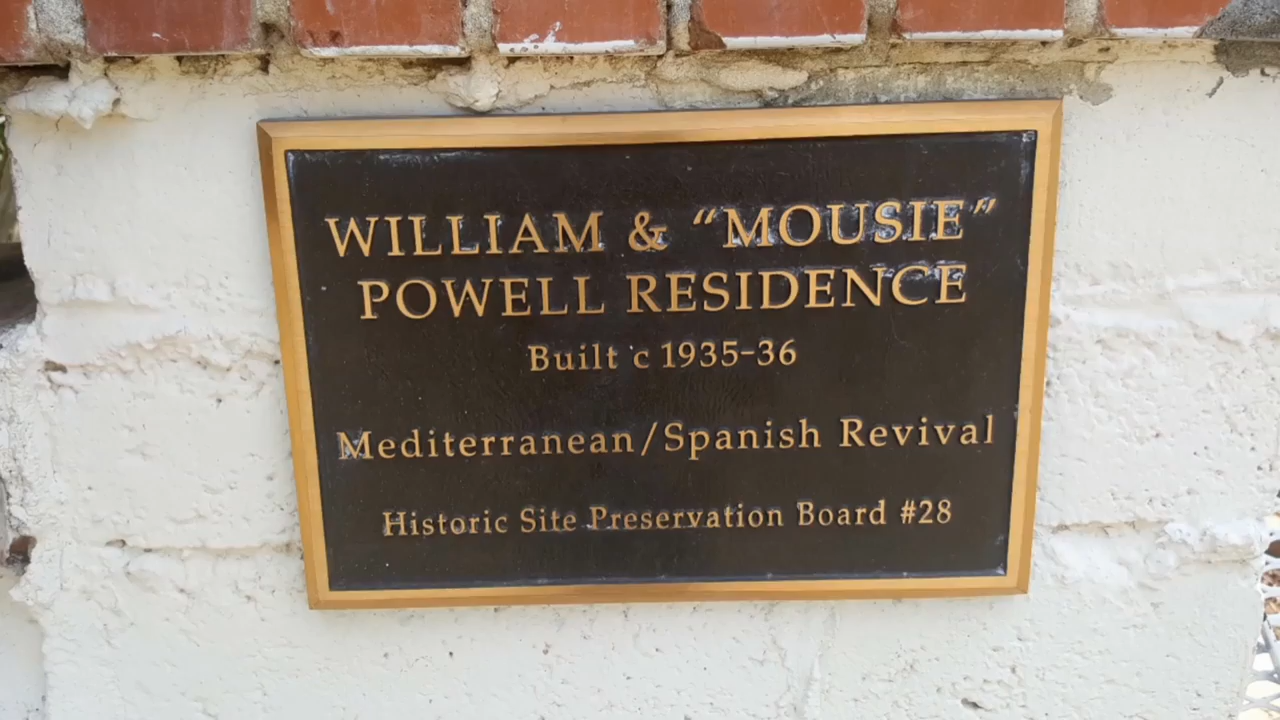 WILLIAM & “MOUSIE”
POWELL RESIDENCE
Built c 1935-36
Mediterranean/Spanish Revival
Historic Site Preservation Board #28